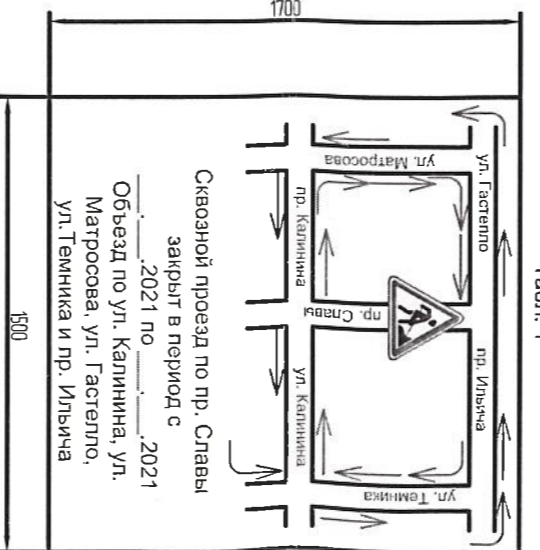 1700
ул. Матросова
ул. Гастелло
пр. Калинина
пр. Славы
пр. Ильича
ул. Калинина
ул. Темника
Сквозной проезд по пр. Славы
закрыт в период с
___.___.2021 по ___.___.2021
Объезд по ул. Калинина, ул.
Матросова, ул. Гастелло,
ул.Темника и пр. Ильича
1500